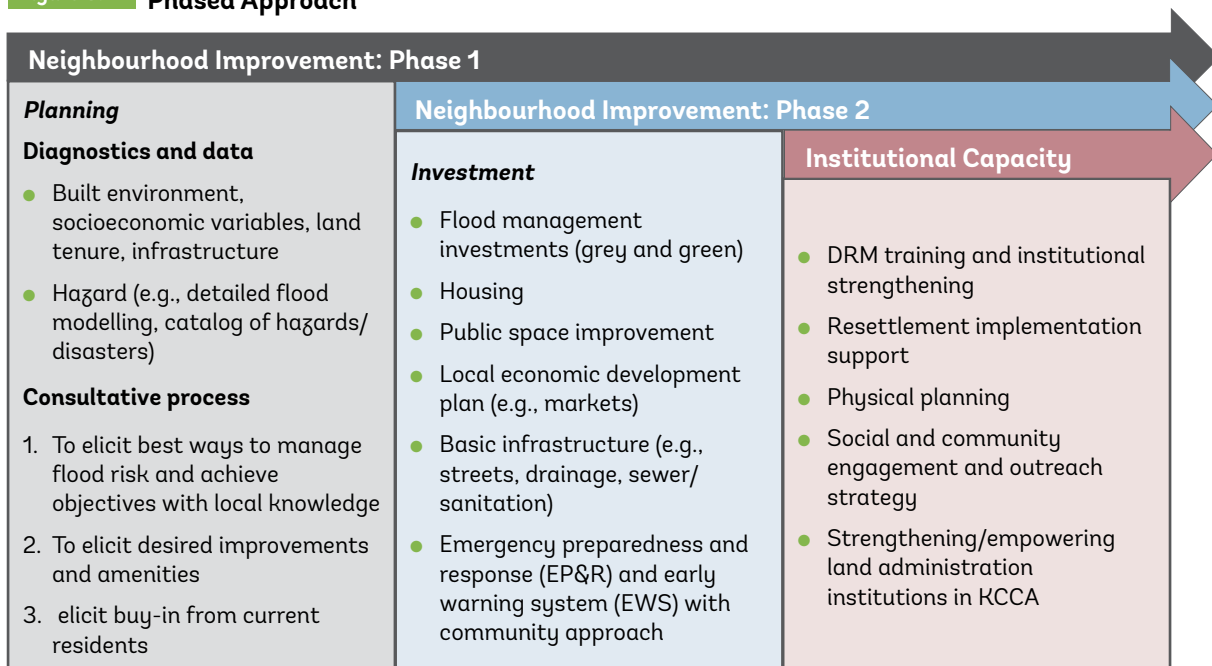 Phased Approach
Neighbourhood Improvement: Phase 1
Planning
Diagnostics and data
Built environment,
socioeconomic variables, land
tenure, infrastructure
Hazard (e.g., detailed flood
modelling, catalog of hazards/
disasters)
Consultative process
1. To elicit best ways to manage
flood risk and achieve
objectives with local knowledge
2. To elicit desired improvements
and amenities
3. elicit buy-in from current
residents
Neighbourhood Improvement: Phase 2
Investment
Flood management
investments (grey and green)
Housing
Public space improvement
Local economic development
plan (e.g., markets)
Basic infrastructure (e.g.,
streets, drainage, sewer/
sanitation)
Emergency preparedness and
response (EP&R) and early
warning system (EWS) with
community approach
Institutional Capacity
DRM training and institutional
strengthening
Resettlement implementation
support
Physical planning
Social and community
engagement and outreach
strategy
Strengthening/empowering
land administration
institutions in KCCA